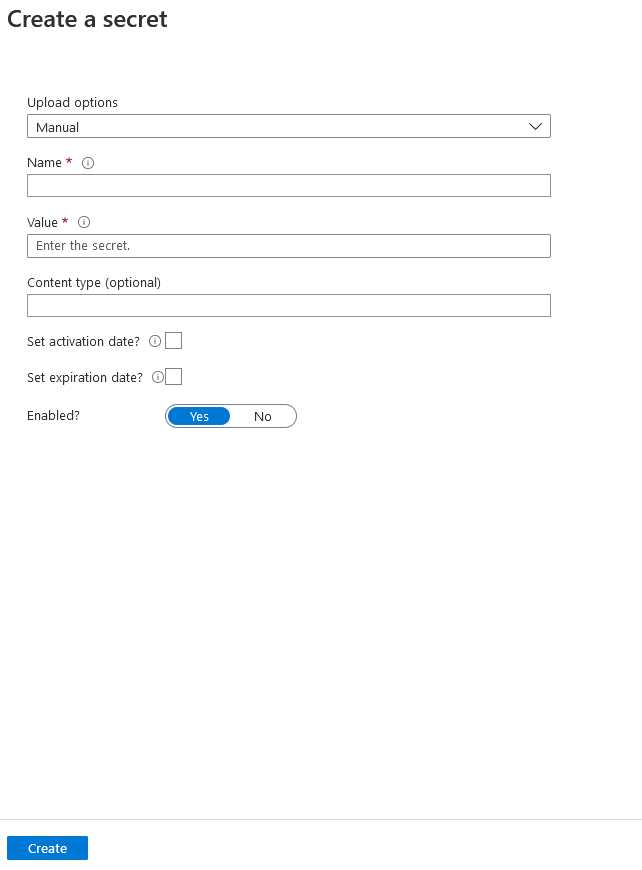 Create a secret
Upload options
Manual
Name *
Value *
Enter the secret.
Content type (optional)
Set activation date?
Set expiration date?
Enabled?
Yes No
Create